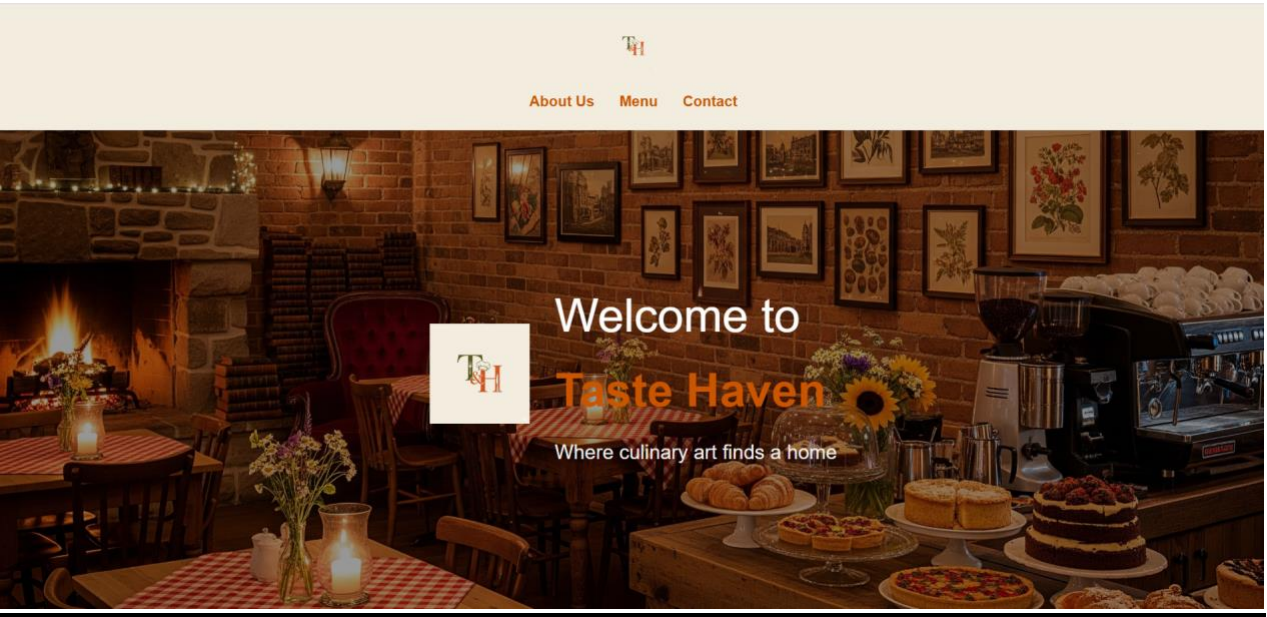 T&H
About Us Menu Contact
Welcome to
T&H
Taste Haven
Where culinary art finds a home